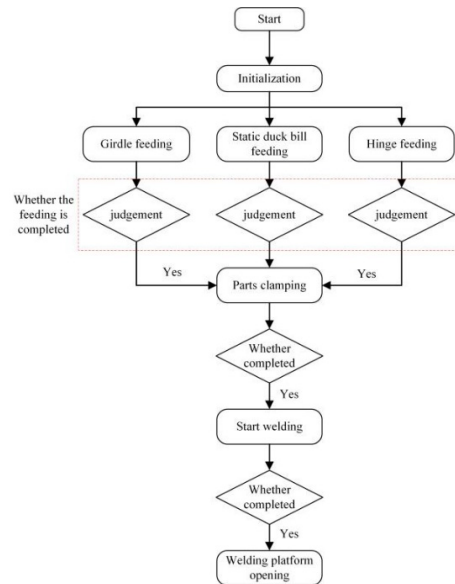 Start
Initialization
Girdle feeding
Static duck bill
feeding
Hinge feeding
Whether the
feeding is
completed
judgement
judgement
judgement
Yes
Yes
Parts clamping
Whether
completed
Yes
Start welding
Whether
completed
Yes
Welding platform
opening